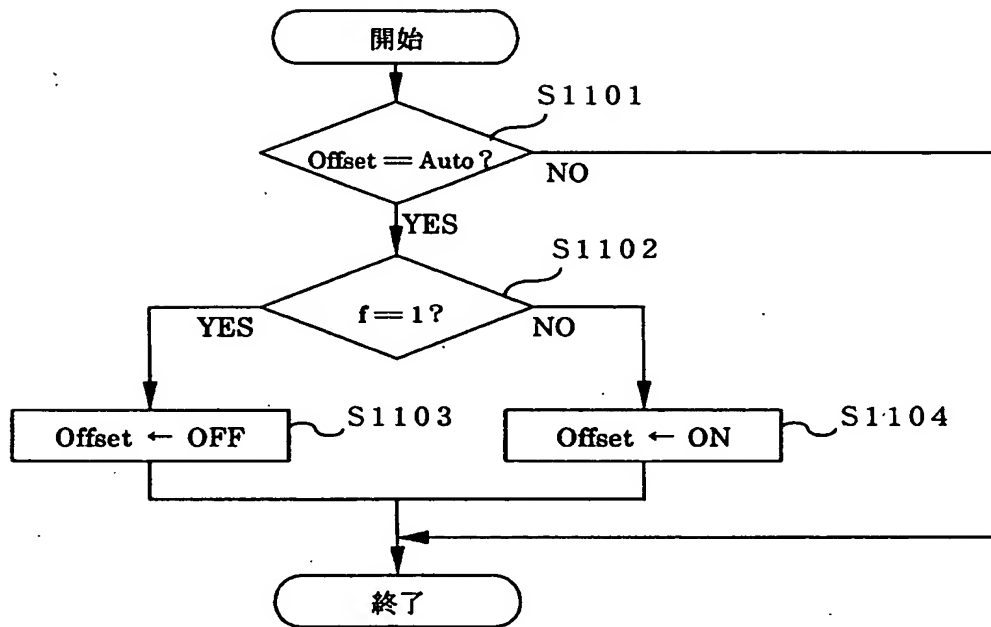 開始
S1101
Offset == Auto?
NO
YES
S1102
f == 1?
YES
NO
Offset ← OFF
S1103
Offset ← ON
S1104
終了